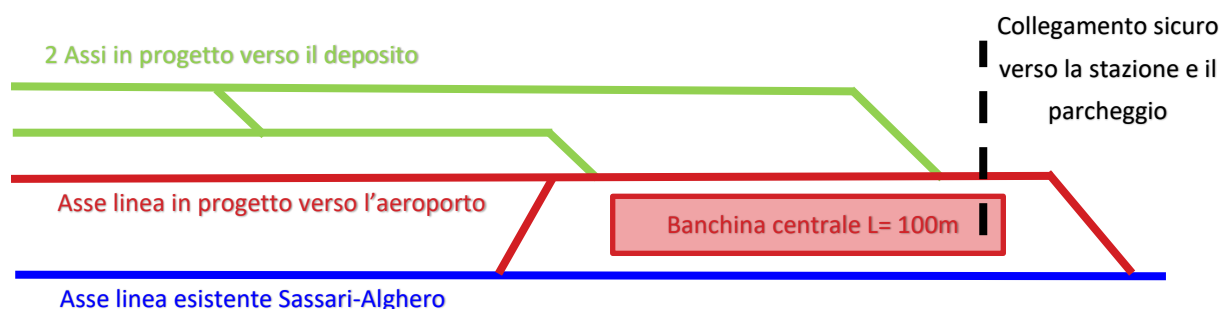 2 Assi in progetto verso il deposito
Collegamento sicuro
verso la stazione e il
parcheggio
Asse linea in progetto verso l'aeroporto
Banchina centrale L= 100m
Asse linea esistente Sassari-Alghero